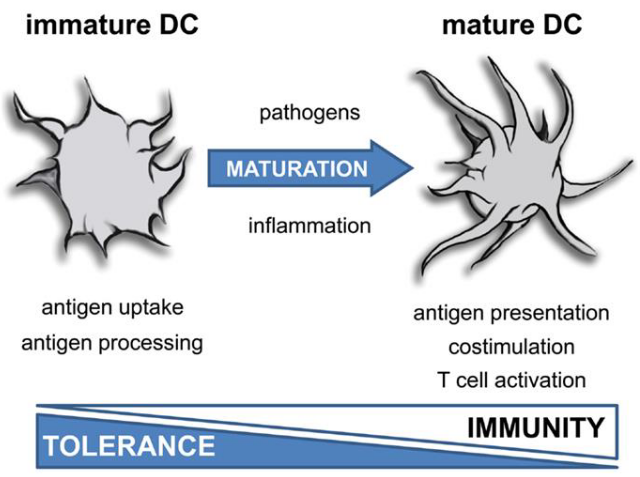 immature DC
mature DC
pathogens
MATURATION
inflammation
antigen uptake
antigen processing
antigen presentation
costimulation
T cell activation
IMMUNITY
TOLERANCE